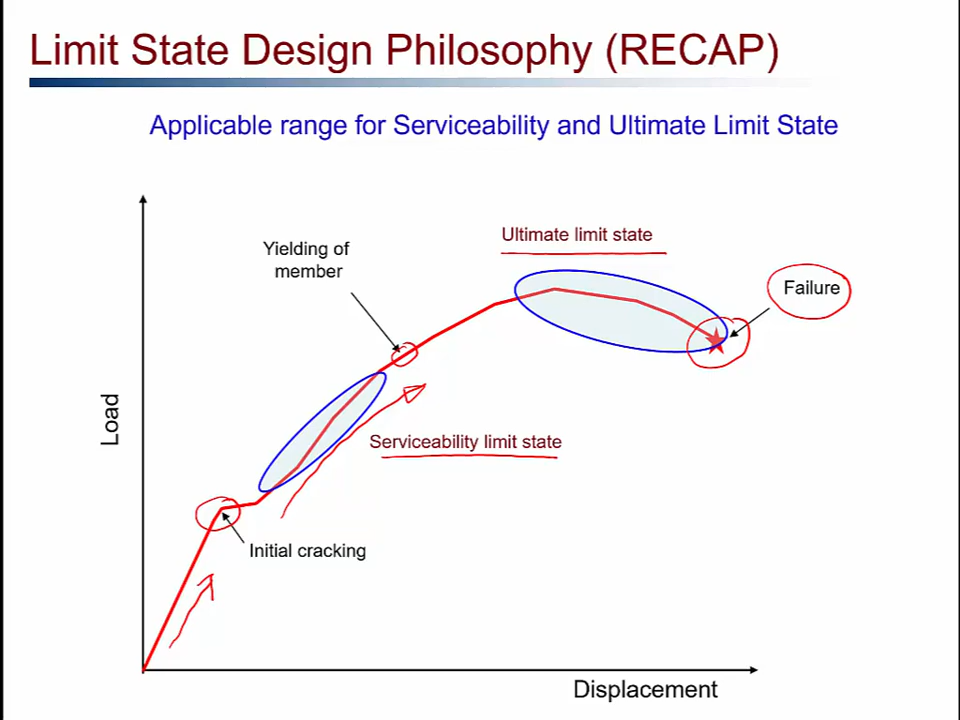 Limit State Design Philosophy (RECAP)
Applicable range for Serviceability and Ultimate Limit State
Ultimate limit state
Yielding of
member
Failure
Load
Serviceability limit state
Initial cracking
Displacement